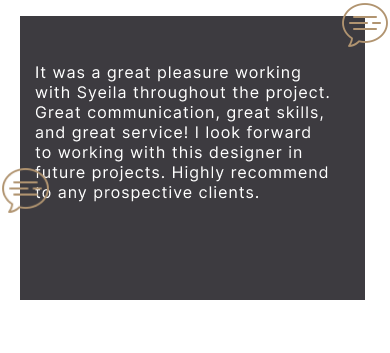 It was a great pleasure working
with Syeila throughout the project.
Great communication, great skills,
and great service! I look forward
to working with this designer in
future projects. Highly recommend
to any prospective clients.